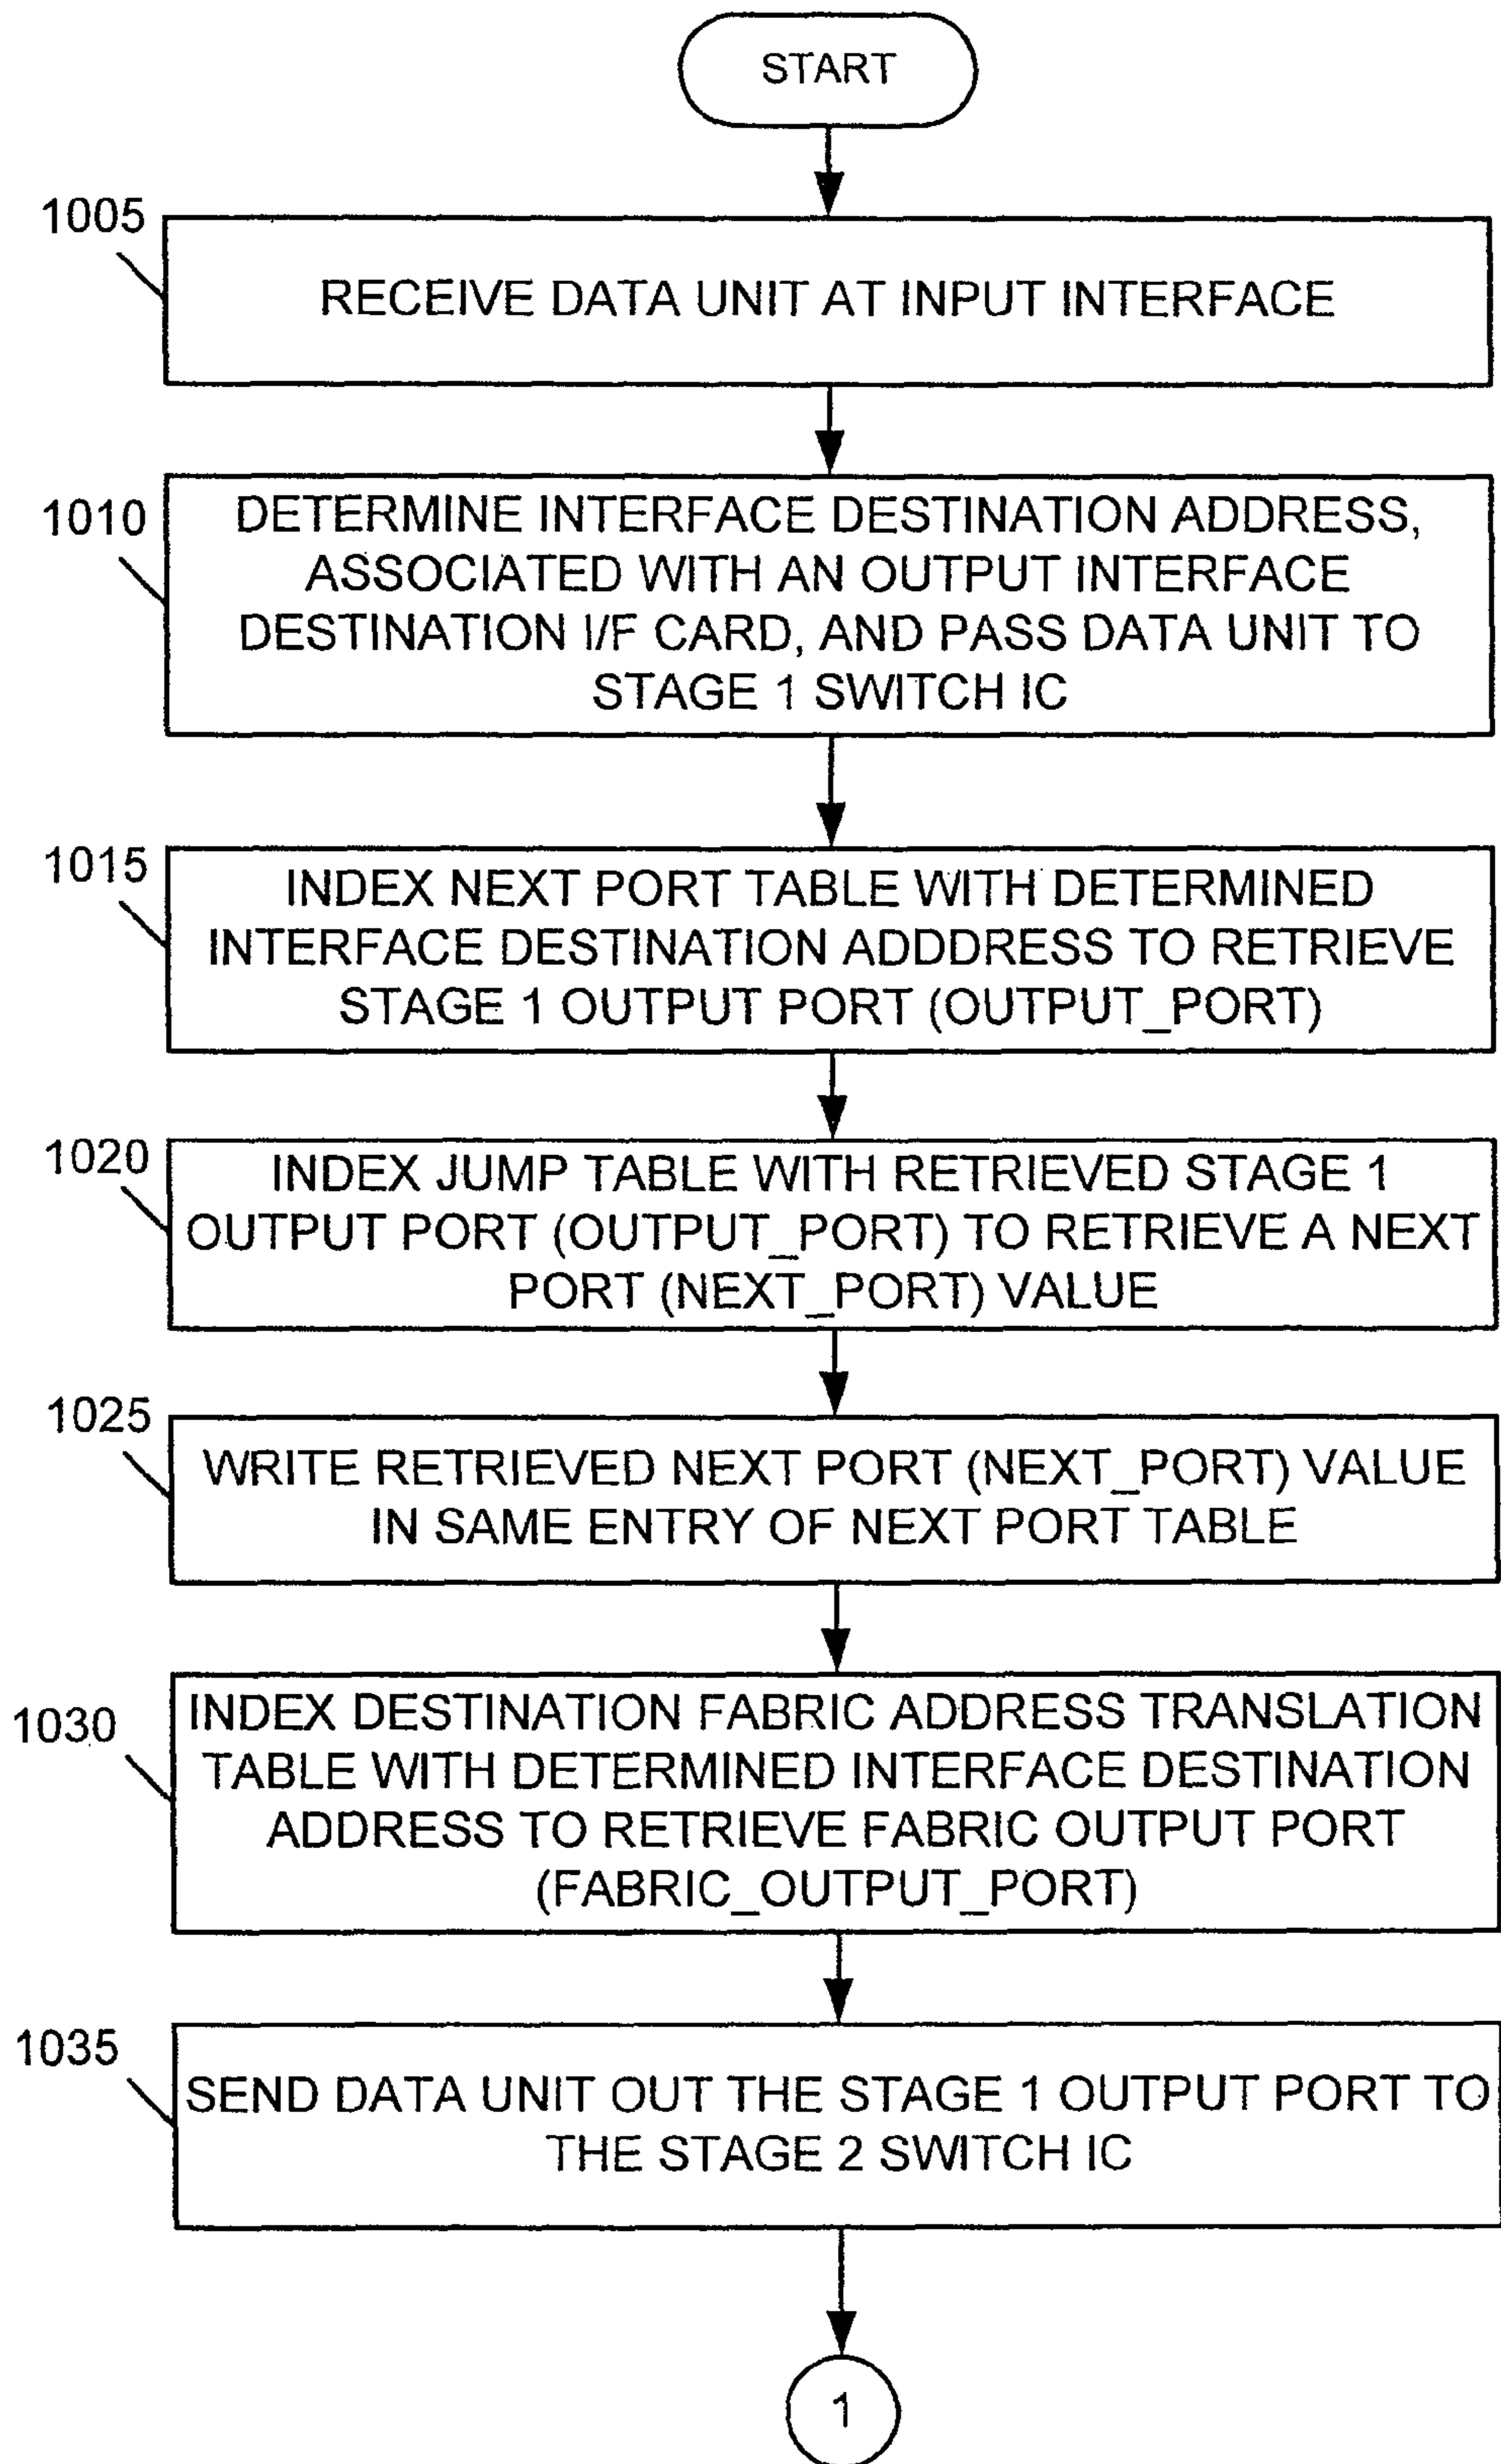 START
1005
RECEIVE DATA UNIT AT INPUT INTERFACE
1010
DETERMINE INTERFACE DESTINATION ADDRESS,
ASSOCIATED WITH AN OUTPUT INTERFACE
DESTINATION I/F CARD, AND PASS DATA UNIT TO
STAGE 1 SWITCH IC
1015
INDEX NEXT PORT TABLE WITH DETERMINED
INTERFACE DESTINATION ADDDRESS TO RETRIEVE
STAGE 1 OUTPUT PORT (OUTPUT_PORT)
1020
INDEX JUMP TABLE WITH RETRIEVED STAGE 1
OUTPUT PORT (OUTPUT_PORT) TO RETRIEVE A NEXT
PORT (NEXT_PORT) VALUE
1025
WRITE RETRIEVED NEXT PORT (NEXT_PORT) VALUE
IN SAME ENTRY OF NEXT PORT TABLE
1030
INDEX DESTINATION FABRIC ADDRESS TRANSLATION
TABLE WITH DETERMINED INTERFACE DESTINATION
ADDRESS TO RETRIEVE FABRIC OUTPUT PORT
(FABRIC_OUTPUT_PORT)
1035
SEND DATA UNIT OUT THE STAGE 1 OUTPUT PORT TO
THE STAGE 2 SWITCH IC
1